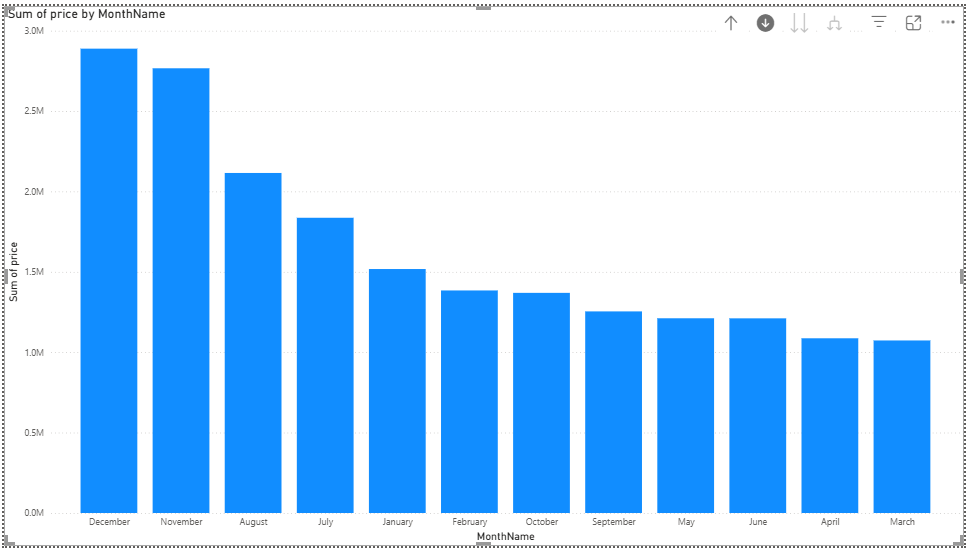 Sum of price by MonthName
3.0M
2.5M
2.0M
1.5M
1.0M
0.5M
0.0M
Sum of price
December November August July January February October September May June April March
MonthName